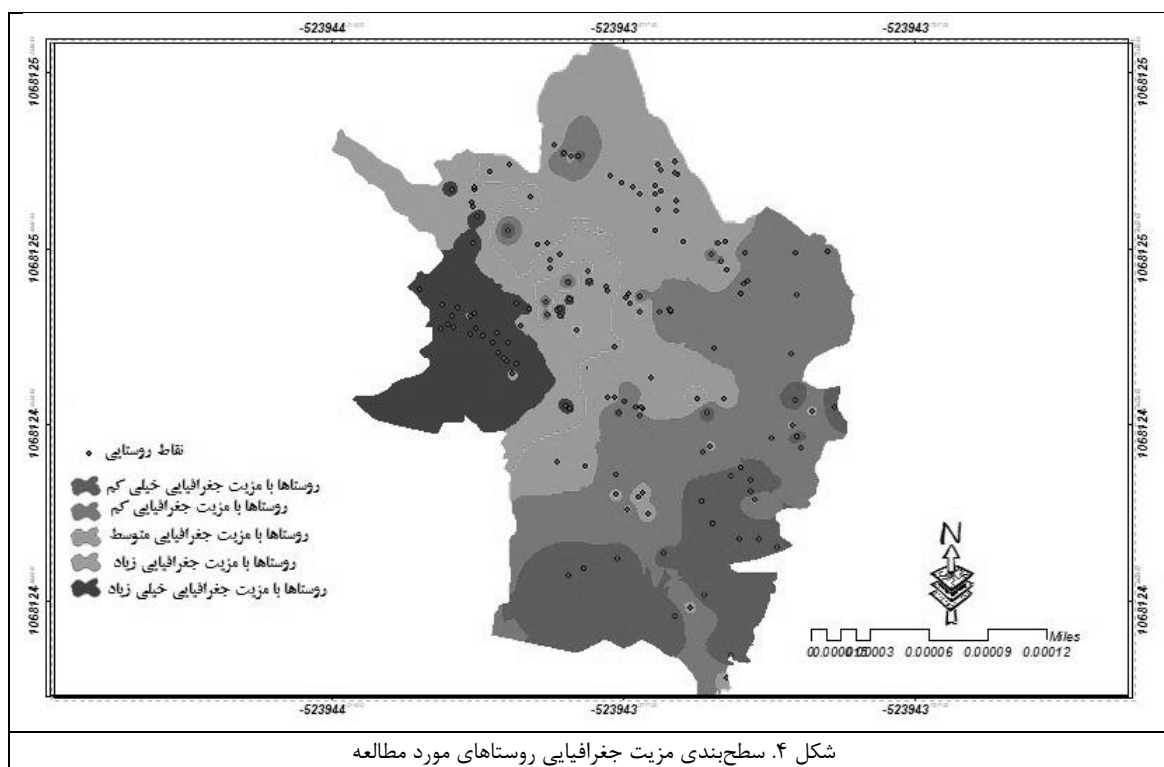 -523944 -523943 -523943
1068125 1068125
1068125 1068125
1068124 1068124
1068124 1068124
نقاط روستایی
روستاها با مزیت جغرافیایی خیلی کم
روستاها با مزیت جغرافیایی کم
روستاها با مزیت جغرافیایی متوسط
روستاها با مزیت جغرافیایی زیاد
روستاها با مزیت جغرافیایی خیلی زیاد
N
Miles
0.00006 0.00009 0.00012
-523944 -523943 -523943
شکل ۴. سطح‌بندی مزیت جغرافیایی روستاهای مورد مطالعه